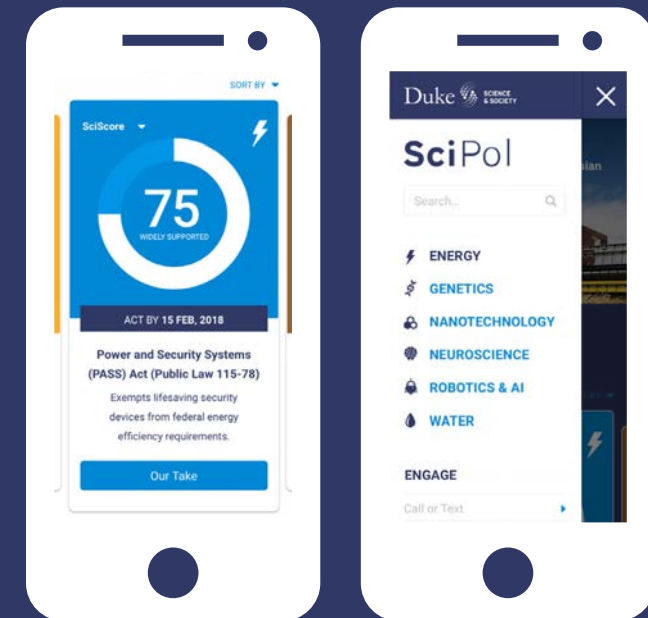 SORT BY
SciScore
75
WIDELY SUPPORTED
ACT BY 15 FEB, 2018
Power and Security Systems
(PASS) Act (Public Law 115-78)
Exempts lifesaving security
devices from federal energy
efficiency requirements.
Our Take
Duke SCIENCE
& SOCIETY
SciPol
Search...
ENERGY
GENETICS
NANOTECHNOLOGY
NEUROSCIENCE
ROBOTICS & AI
WATER
ENGAGE
Call or Text